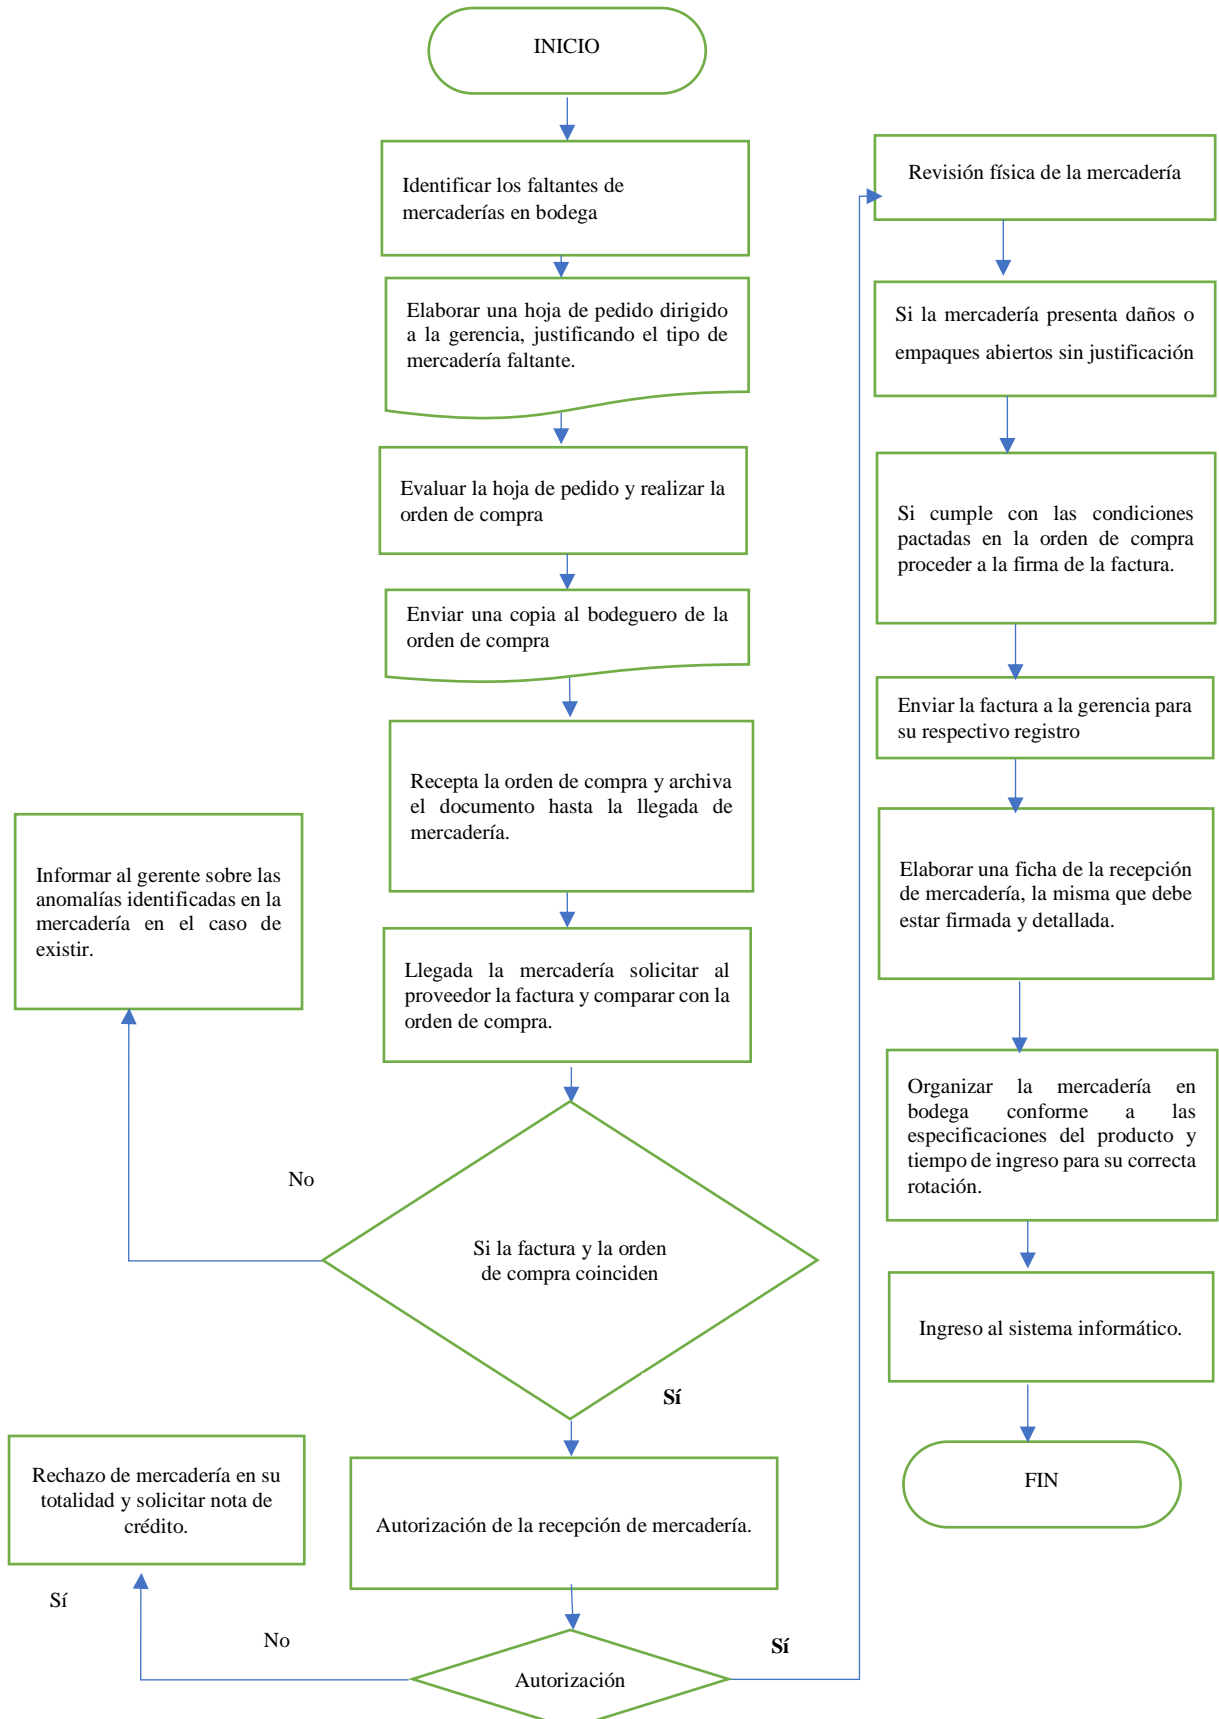 INICIO
Identificar los faltantes de
mercaderías en bodega
Elaborar una hoja de pedido dirigido
a la gerencia, justificando el tipo de
mercadería faltante.
Evaluar la hoja de pedido y realizar la
orden de compra
Enviar una copia al bodeguero de la
orden de compra
Recepta la orden de compra y archiva
el documento hasta la llegada de
mercadería.
Informar al gerente sobre las
anomalías identificadas en la
mercadería en el caso de
existir.
Llegada la mercadería solicitar al
proveedor la factura y comparar con la
orden de compra.
No
Si la factura y la orden
de compra coinciden
Sí
Rechazo de mercadería en su
totalidad y solicitar nota de
crédito.
Autorización de la recepción de mercadería.
Sí
No
Sí
Autorización
Revisión física de la mercadería
Si la mercadería presenta daños o
empaques abiertos sin justificación
Si cumple con las condiciones
pactadas en la orden de compra
proceder a la firma de la factura.
Enviar la factura a la gerencia para
su respectivo registro
Elaborar una ficha de la recepción
de mercadería, la misma que debe
estar firmada y detallada.
Organizar la mercadería en
bodega conforme a las
especificaciones del producto y
tiempo de ingreso para su correcta
rotación.
Ingreso al sistema informático.
FIN